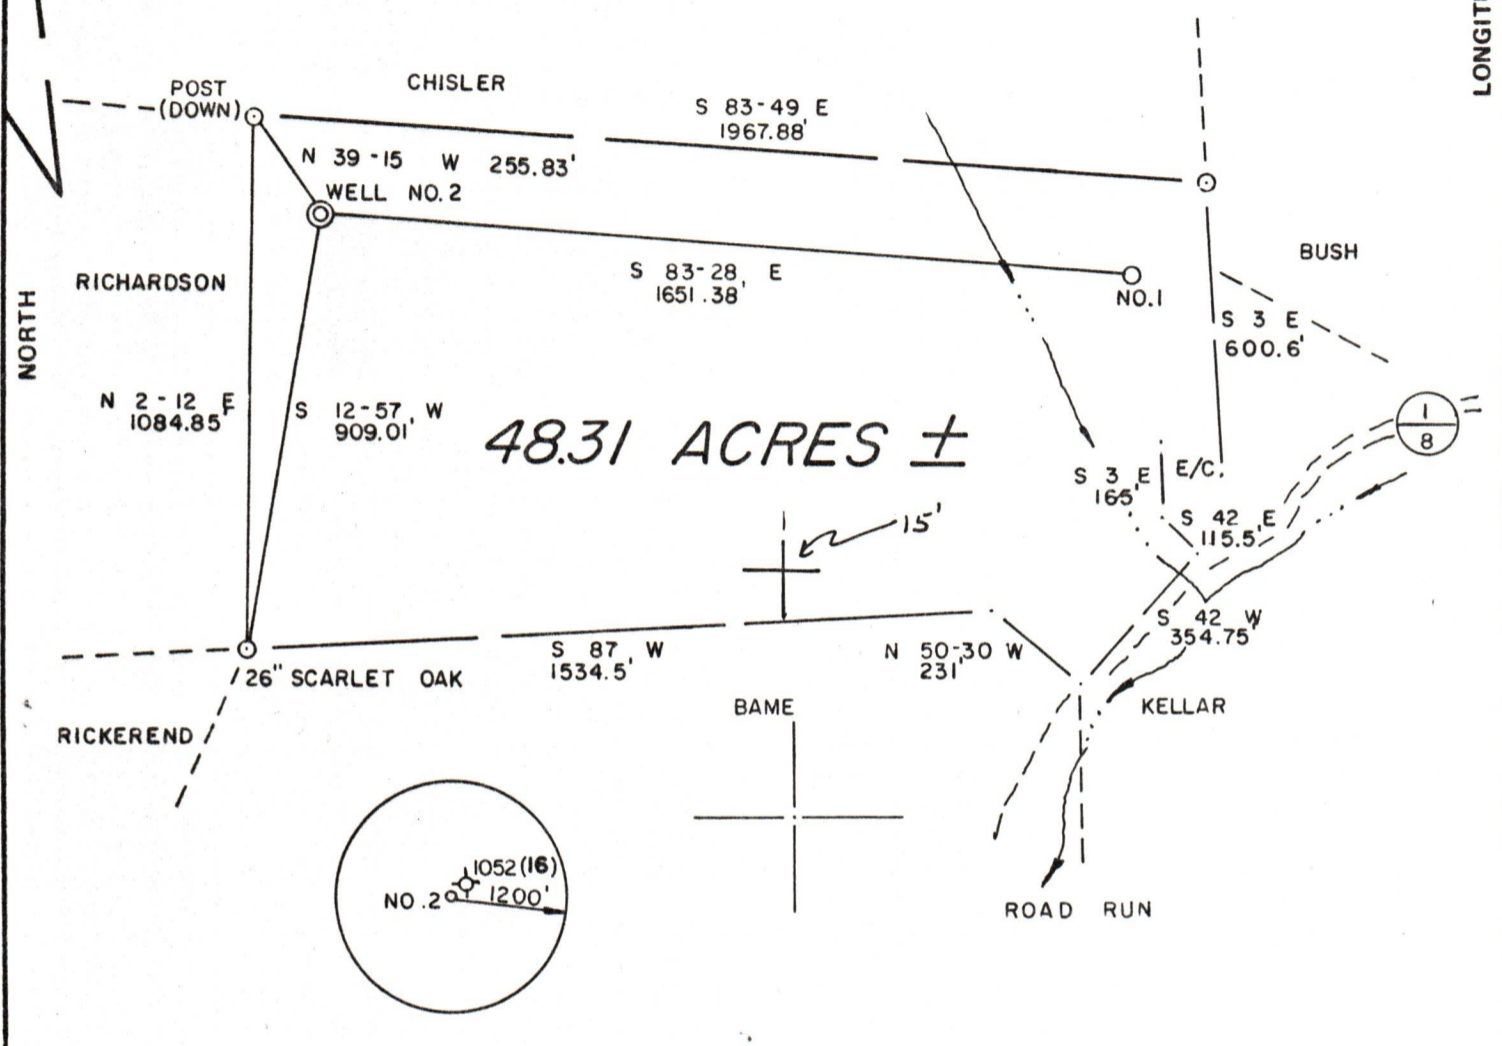 LONGIT
CHISLER
POST
(DOWN)
S 83-49 E
1967.88'
N 39-15 W 255.83'
WELL NO.2
BUSH
S 83-28 E
1651.38'
NO.1
RICHARDSON
NORTH
S 3 E
600.6'
N 2-12 E
1084.85'
S 12-57 W
909.01'
48.31 ACRES ±
1
8
S 3 E
165'
E/C
15'
S 42 E
115.5'
S 42 W
354.75'
S 87 W
1534.5'
N 50-30 W
231'
26" SCARLET OAK
BAME
KELLAR
RICKEREND
1052(16)
NO.2
1200'
ROAD RUN